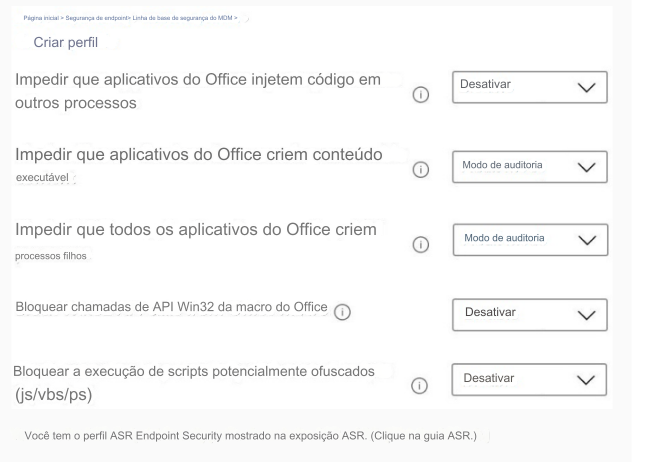 Página inicial > Segurança de endpoint> Linha de base de segurança do MDM >
Criar perfil
Impedir que aplicativos do Office injetem código em
outros processos
Desativar
Impedir que aplicativos do Office criem conteúdo
executável
Modo de auditoria
Impedir que todos os aplicativos do Office criem
processos filhos
Modo de auditoria
Bloquear chamadas de API Win32 da macro do Office
Desativar
Bloquear a execução de scripts potencialmente ofuscados
(js/vbs/ps)
Desativar
Você tem o perfil ASR Endpoint Security mostrado na exposição ASR. (Clique na guia ASR.)